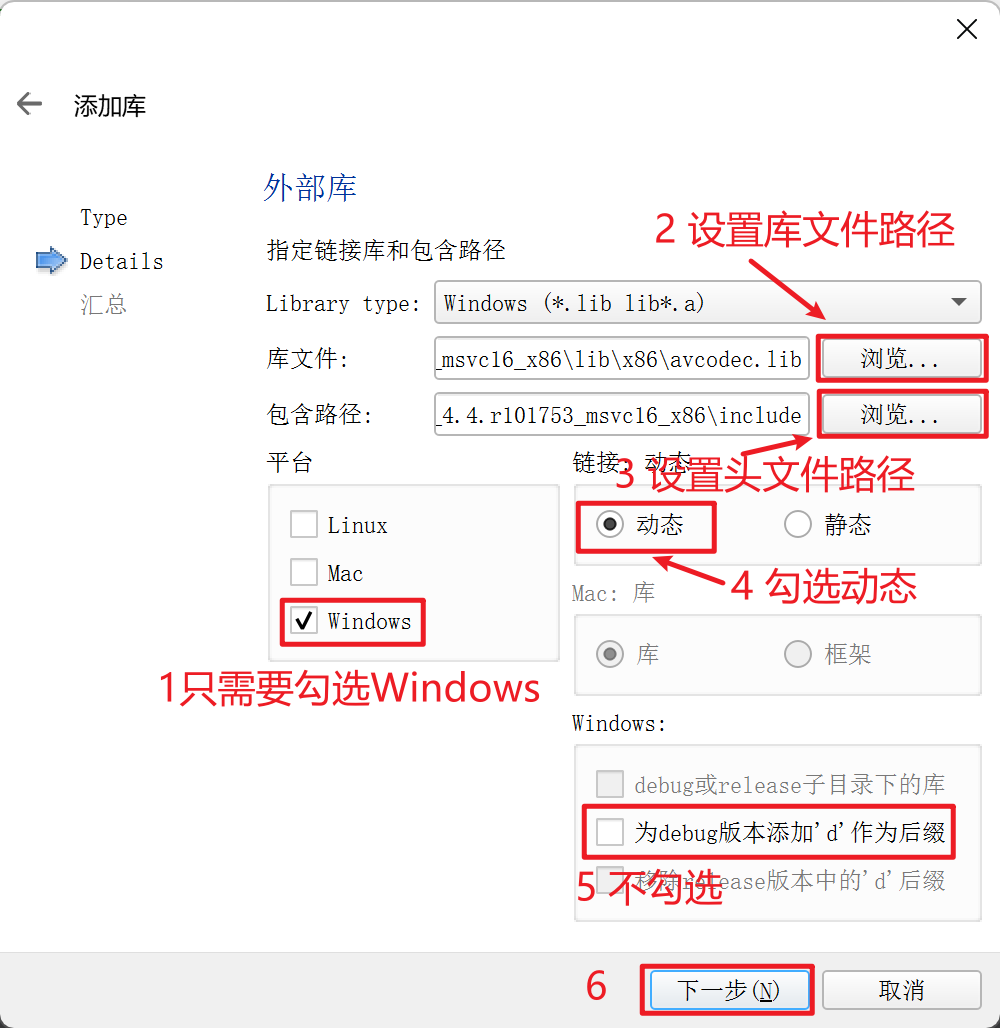 添加库
Type
Details
汇总
外部库
2 设置库文件路径
指定链接库和包含路径
Library type: Windows (*.lib lib*.a)
库文件: _msvc16_x86\lib\x86\avcodec.lib 浏览...
包含路径: _4.4.r101753_msvc16_x86\include 浏览...
平台
链接: 动态
3 设置头文件路径
Linux
Mac
Windows
动态 静态
4 勾选动态
Mac: 库
库 框架
1只需要勾选Windows
Windows:
debug或release子目录下的库
为debug版本添加'd'作为后缀
移除release版本中的'd'后缀
5 不勾选
6
下一步(N) 取消